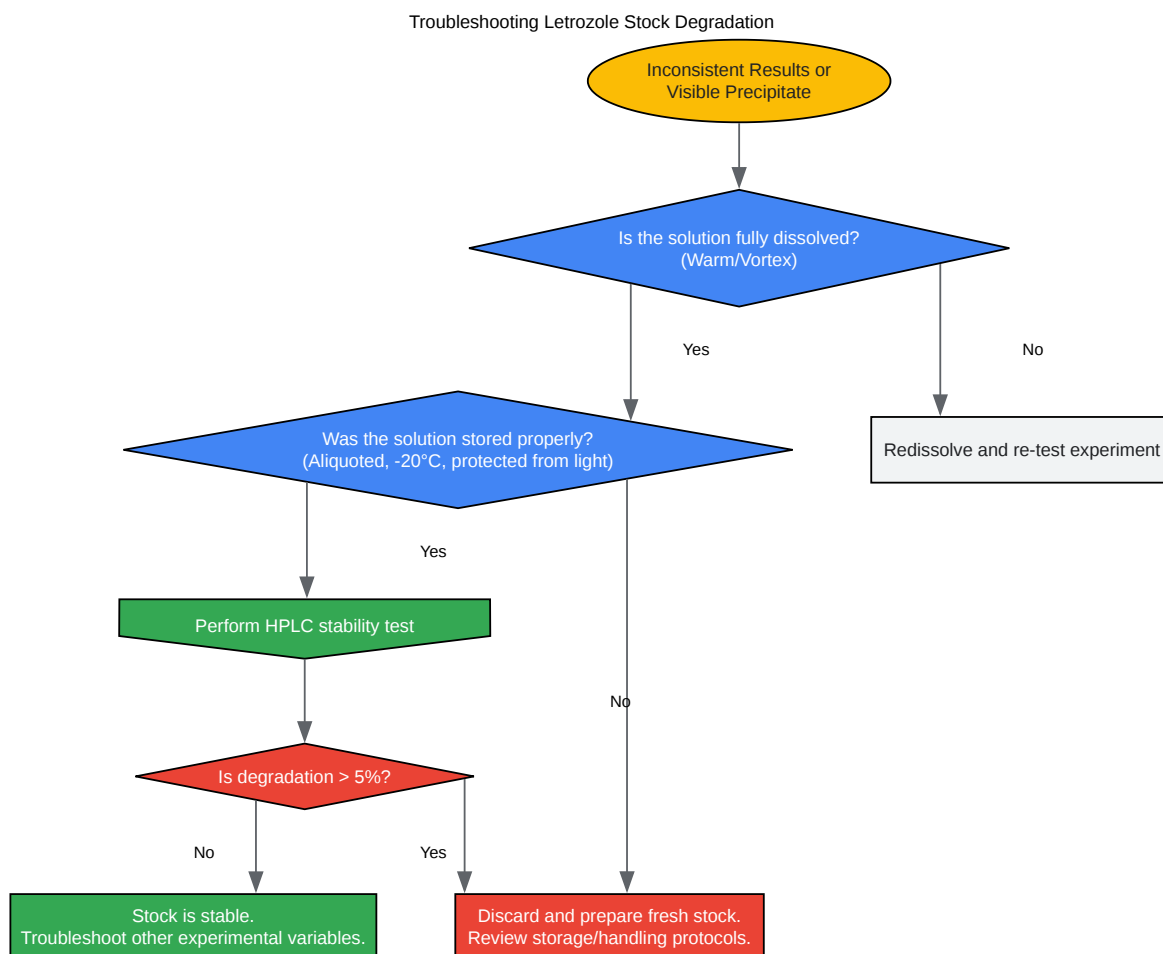 Troubleshooting Letrozole Stock Degradation
Inconsistent Results or
Visible Precipitate
Is the solution fully dissolved?
(Warm/Vortex)
Yes
No
Was the solution stored properly?
(Aliquoted, -20°C, protected from light)
Redissolve and re-test experiment
Yes
Perform HPLC stability test
No
Is degradation > 5%?
No
Yes
Stock is stable.
Troubleshoot other experimental variables.
Discard and prepare fresh stock.
Review storage/handling protocols.